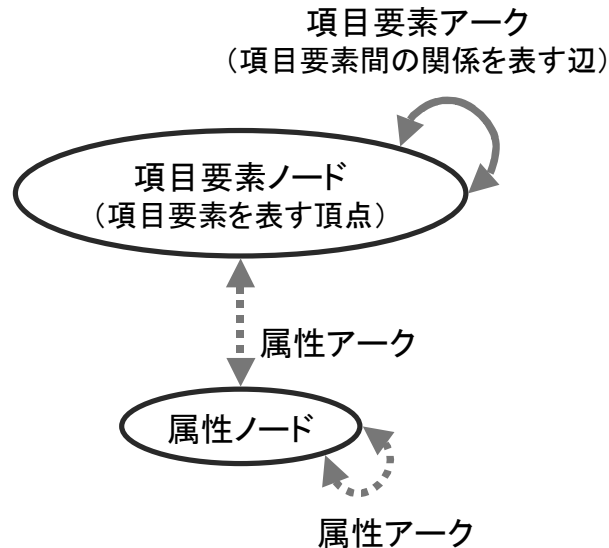 項目要素アーク
（項目要素間の関係を表す辺）
項目要素ノード
（項目要素を表す頂点）
属性アーク
属性ノード
属性アーク